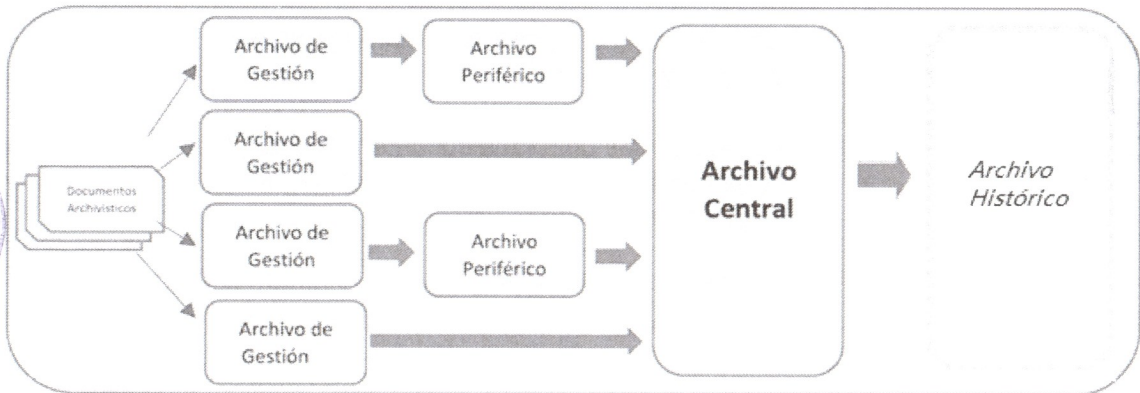 Archivo de
Gestión
Archivo
Periférico
Archivo de
Gestión
Documentos
Archivísticos
Archivo de
Gestión
Archivo
Periférico
Archivo de
Gestión
Archivo
Central
Archivo
Histórico